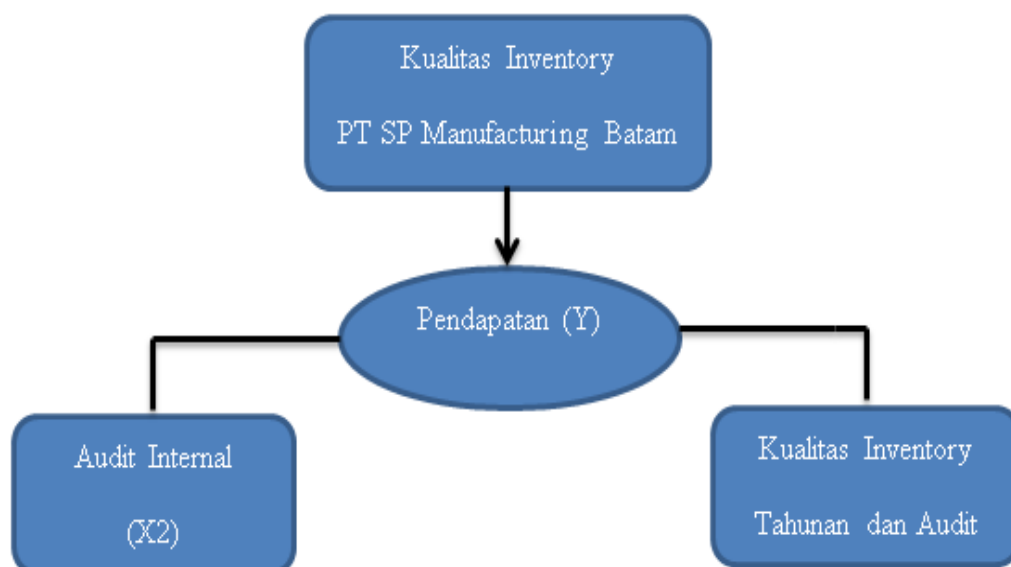 Kualitas Inventory
PT SP Manufacturing Batam
Pendapatan (Y)
Audit Internal
(X2)
Kualitas Inventory
Tahunan dan Audit